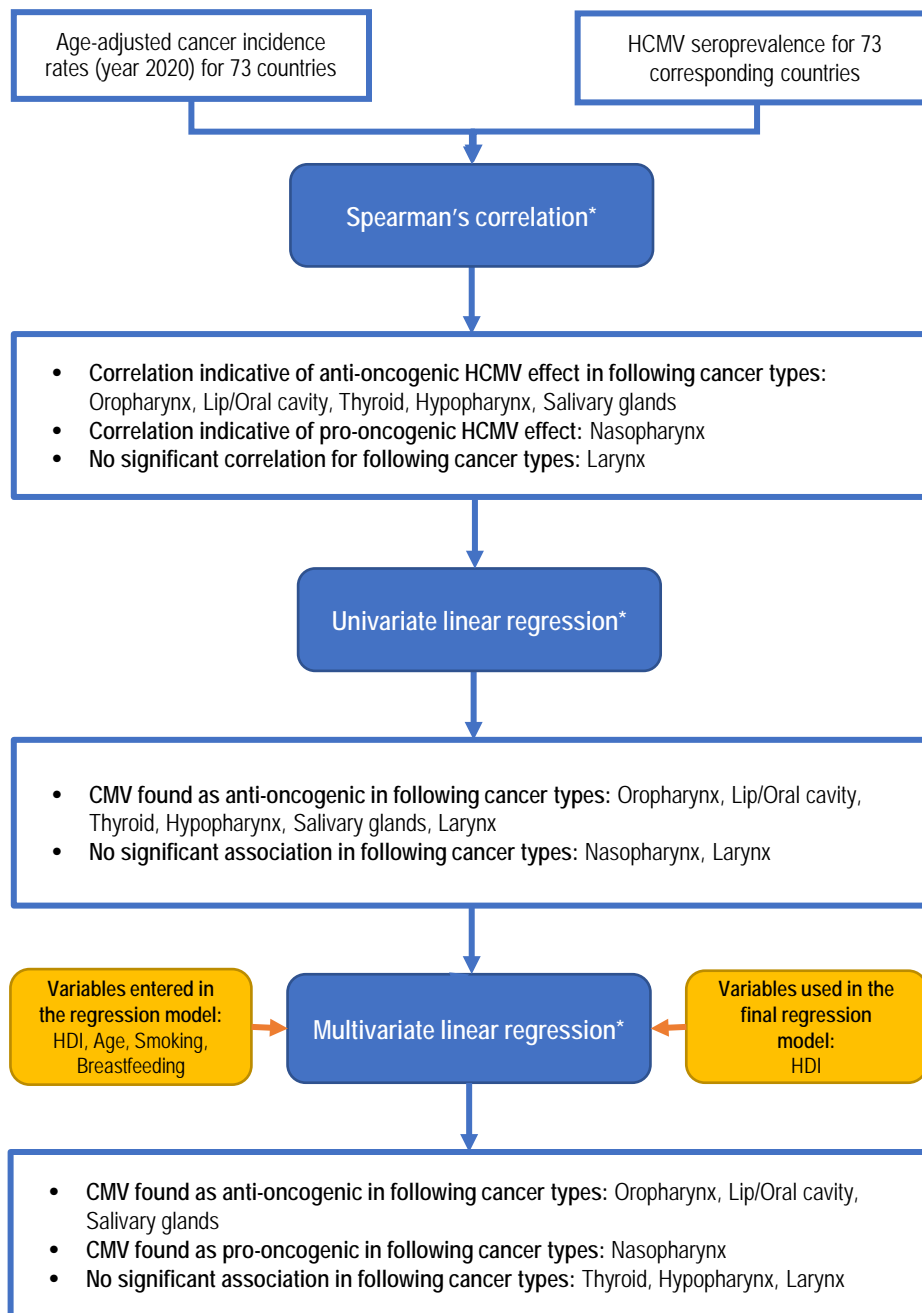 Age-adjusted cancer incidence
rates (year 2020) for 73 countries
HCMV seroprevalence for 73
corresponding countries
Spearman's correlation*
• Correlation indicative of anti-oncogenic HCMV effect in following cancer types:
Oropharynx, Lip/Oral cavity, Thyroid, Hypopharynx, Salivary glands
• Correlation indicative of pro-oncogenic HCMV effect: Nasopharynx
• No significant correlation for following cancer types: Larynx
Univariate linear regression*
• CMV found as anti-oncogenic in following cancer types: Oropharynx, Lip/Oral cavity,
Thyroid, Hypopharynx, Salivary glands, Larynx
• No significant association in following cancer types: Nasopharynx, Larynx
Variables entered in
the regression model:
HDI, Age, Smoking,
Breastfeeding
Multivariate linear regression*
Variables used in the
final regression
model:
HDI
• CMV found as anti-oncogenic in following cancer types: Oropharynx, Lip/Oral cavity,
Salivary glands
• CMV found as pro-oncogenic in following cancer types: Nasopharynx
• No significant association in following cancer types: Thyroid, Hypopharynx, Larynx